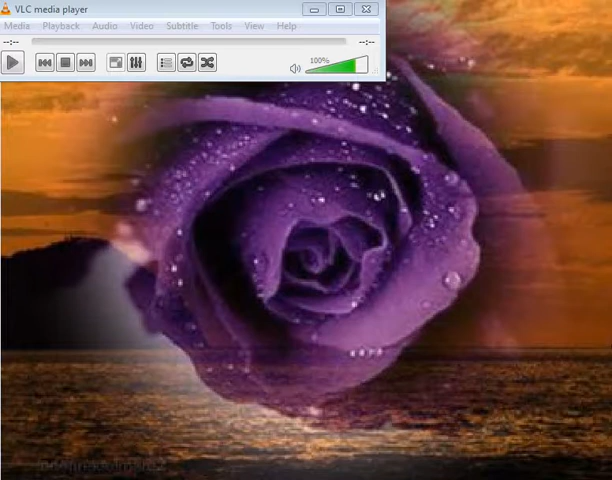 VLC media player
Media Playback Audio Video Subtitle Tools View Help
--:-- --:--
100%